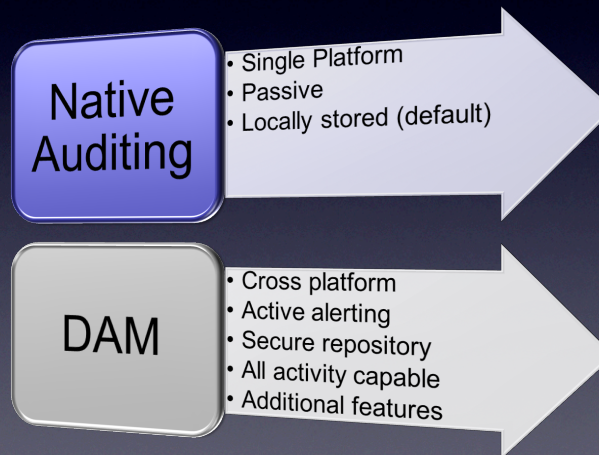 Native
Auditing
• Single Platform
• Passive
• Locally stored (default)
DAM
• Cross platform
• Active alerting
• Secure repository
• All activity capable
• Additional features